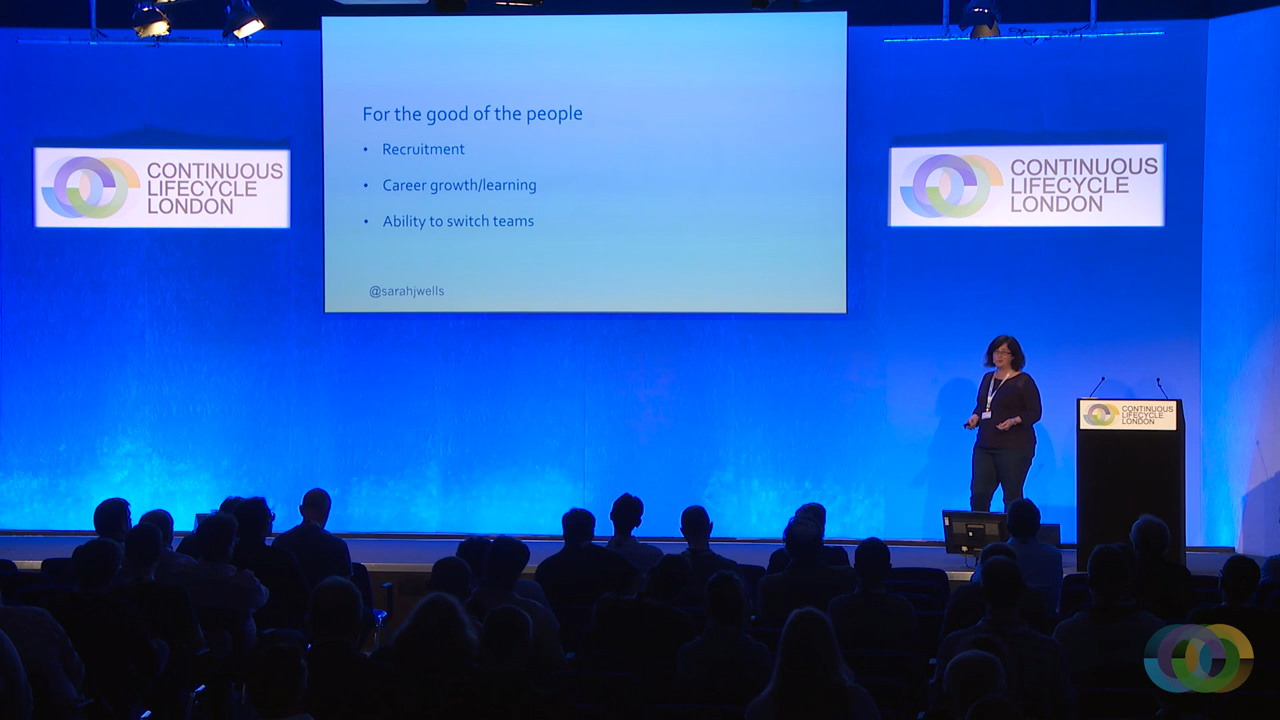 For the good of the people
• Recruitment
• Career growth/learning
• Ability to switch teams
@sarahjwells
CONTINUOUS
LIFECYCLE
LONDON
CONTINUOUS
LIFECYCLE
LONDON
CONTINUOUS
LIFECYCLE
LONDON